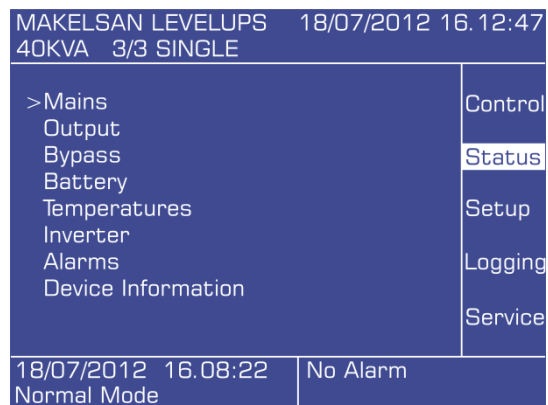 MAKELSAN LEVELUPS 18/07/2012 16.12:47
40KVA 3/3 SINGLE
>Mains
Output
Bypass
Battery
Temperatures
Inverter
Alarms
Device Information
Control
Status
Setup
Logging
Service
18/07/2012 16.08:22
Normal Mode
No Alarm